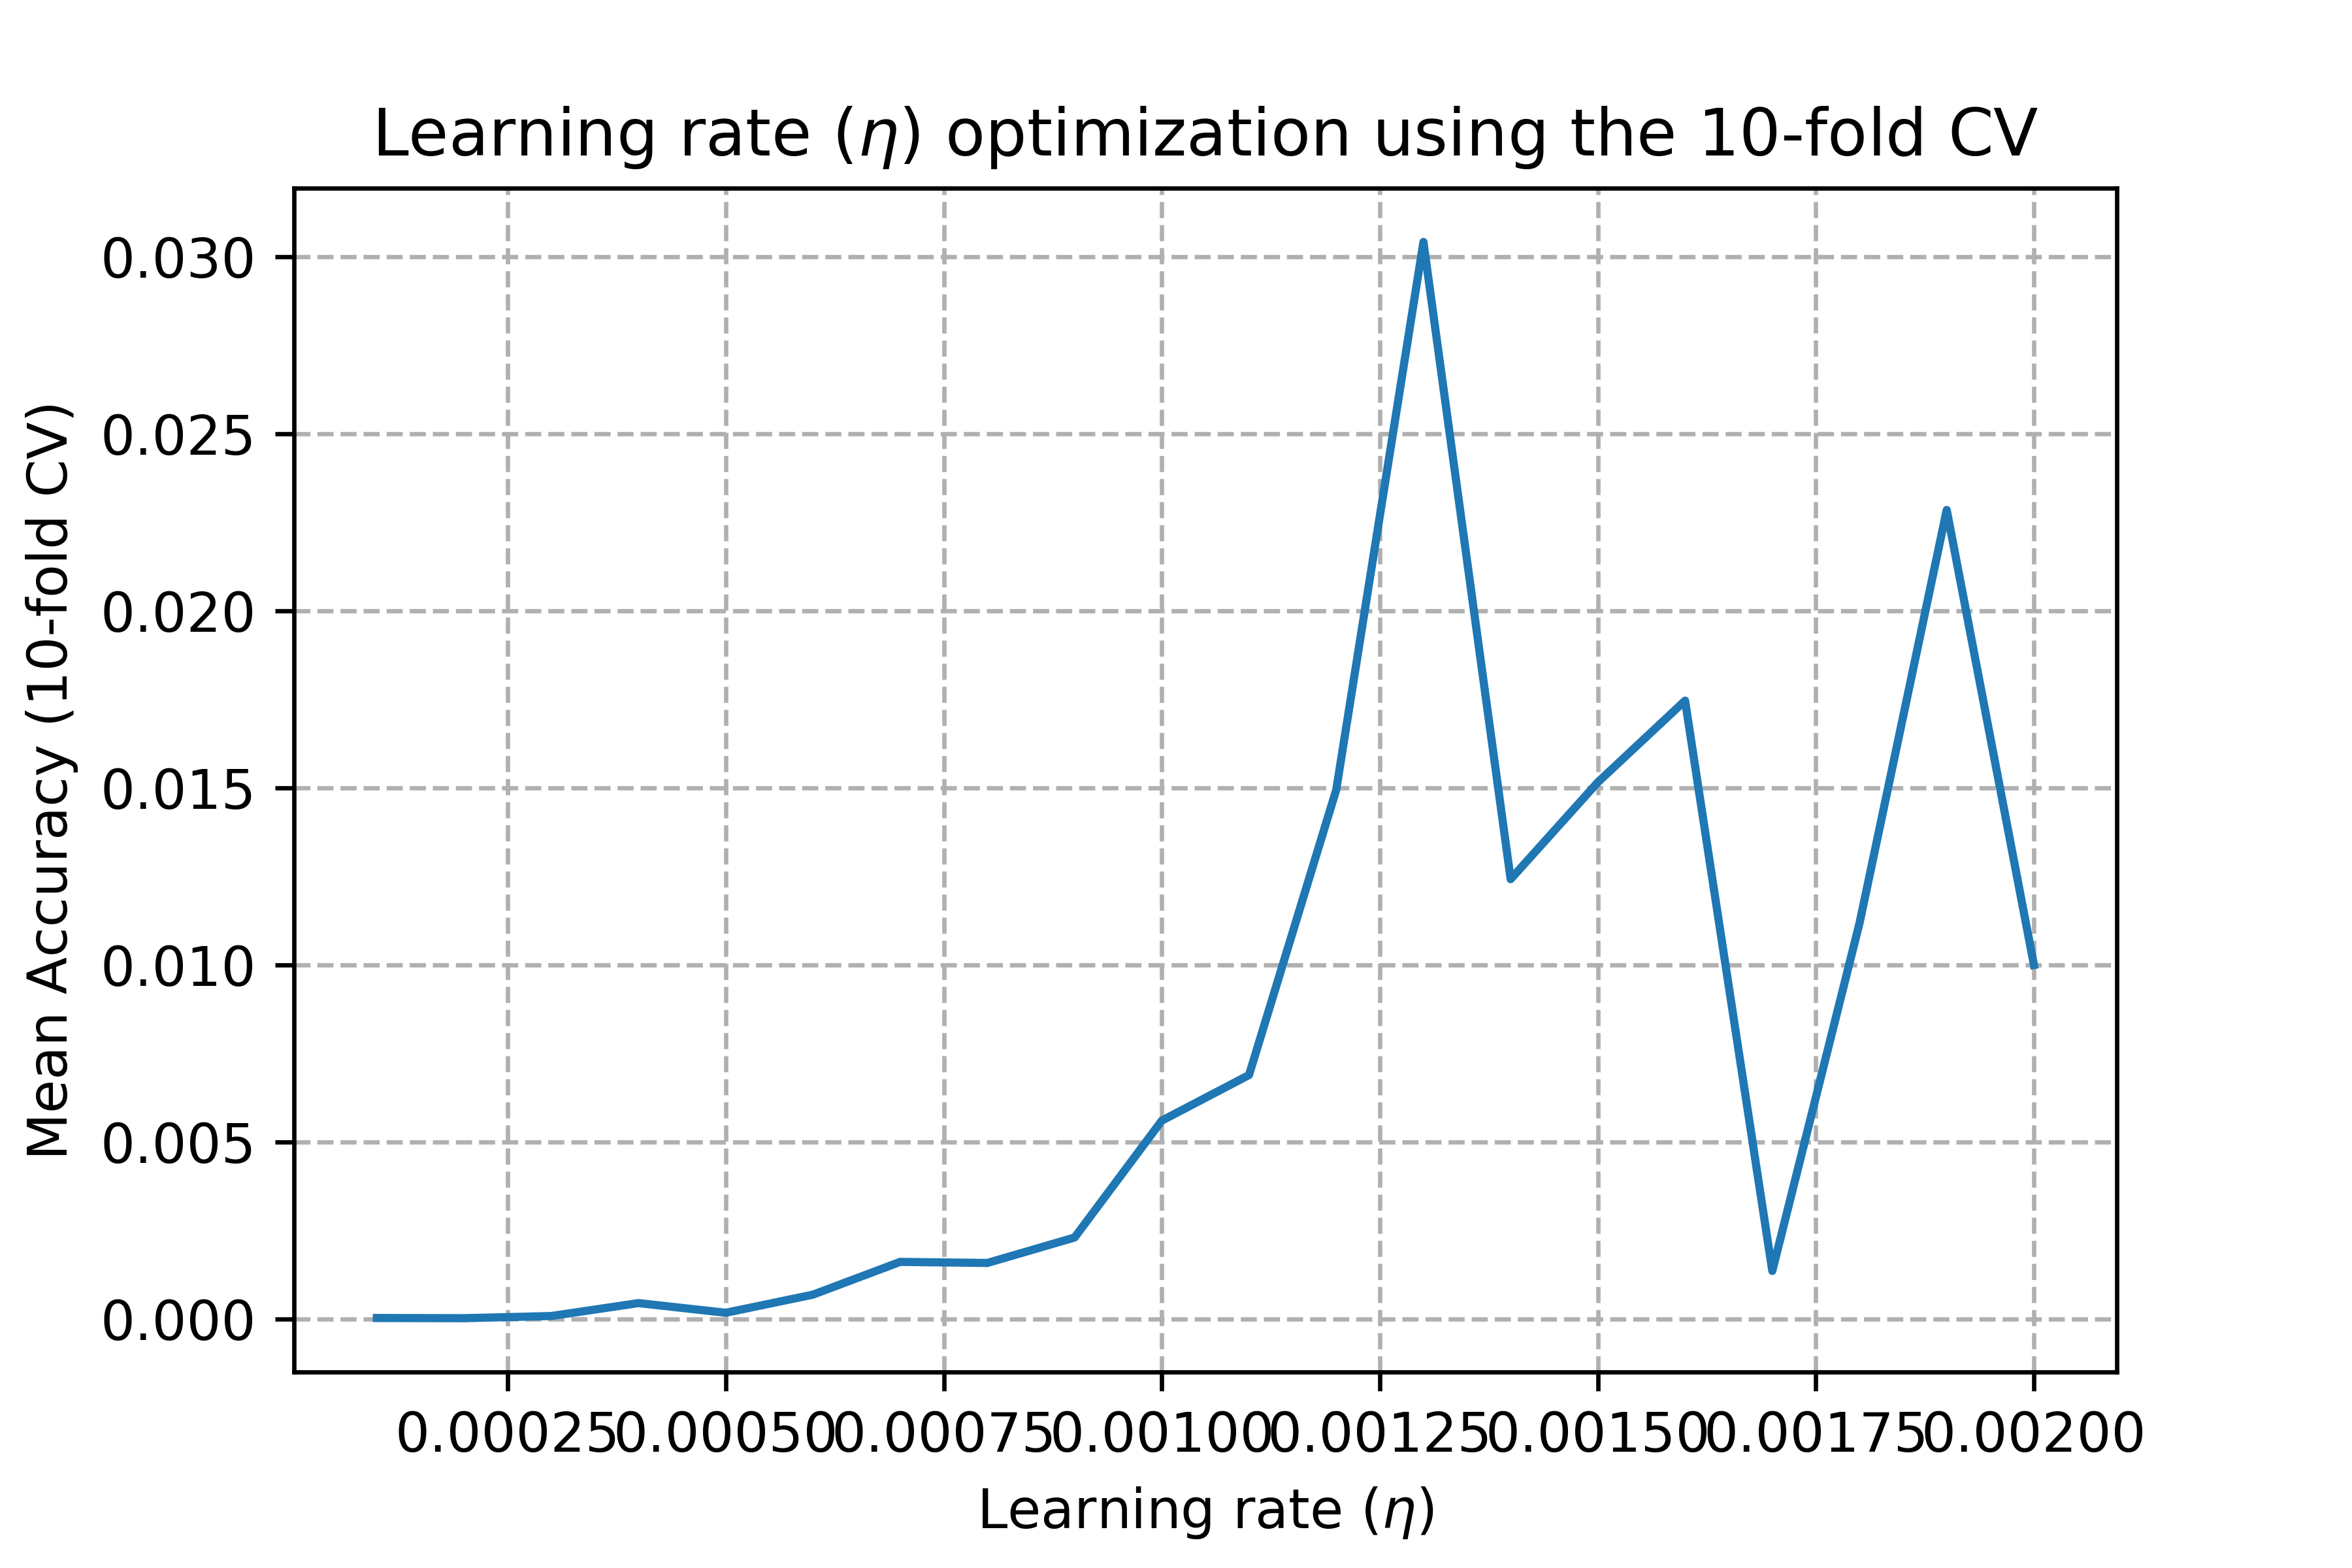 Learning rate (η) optimization using the 10-fold CV
Mean Accuracy (10-fold CV)
0.030
0.025
0.020
0.015
0.010
0.005
0.000
0.00025 0.00050 0.00075 0.00100 0.00125 0.00150 0.00175 0.00200
Learning rate (η)